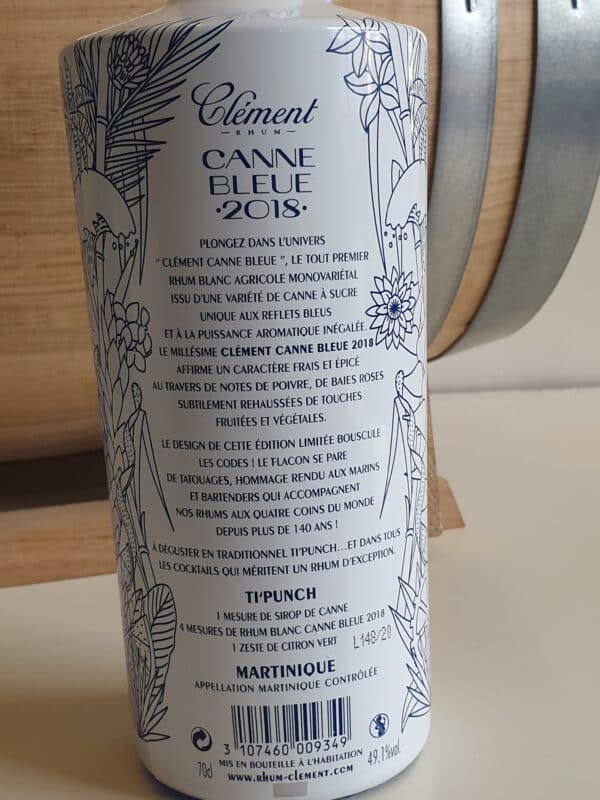 Clément
RHUM
CANNE
BLEUE
·2018·
PLONGEZ DANS L'UNIVERS
" CLÉMENT CANNE BLEUE ", LE TOUT PREMIER
RHUM BLANC AGRICOLE MONOVARIÉTAL
ISSU D'UNE VARIÉTÉ DE CANNE À SUCRE
UNIQUE AUX REFLETS BLEUS
ET À LA PUISSANCE AROMATIQUE INÉGALÉE.
LE MILLÉSIME CLÉMENT CANNE BLEUE 2018
AFFIRME UN CARACTÈRE FRAIS ET ÉPICÉ
AU TRAVERS DE NOTES DE POIVRE, DE BAIES ROSES
SUBTILEMENT REHAUSSÉES DE TOUCHES
FRUITÉES ET VÉGÉTALES.
LE DESIGN DE CETTE ÉDITION LIMITÉE BOUSCULE
LES CODES ! LE FLACON SE PARE
DE TATOUAGES, HOMMAGE RENDU AUX MARINS
ET BARTENDERS QUI ACCOMPAGNENT
NOS RHUMS AUX QUATRE COINS DU MONDE
DEPUIS PLUS DE 140 ANS !
À DÉGUSTER EN TRADITIONNEL TI'PUNCH...ET DANS TOUS
LES COCKTAILS QUI MÉRITENT UN RHUM D'EXCEPTION.
TI'PUNCH
1 MESURE DE SIROP DE CANNE
4 MESURES DE RHUM BLANC CANNE BLEUE 2018
1 ZESTE DE CITRON VERT
L148/20
MARTINIQUE
APPELLATION MARTINIQUE CONTRÔLÉE
3 107460 009349
MIS EN BOUTEILLE À L'HABITATION
70cl
49.1%vol.
WWW.RHUM-CLEMENT.COM